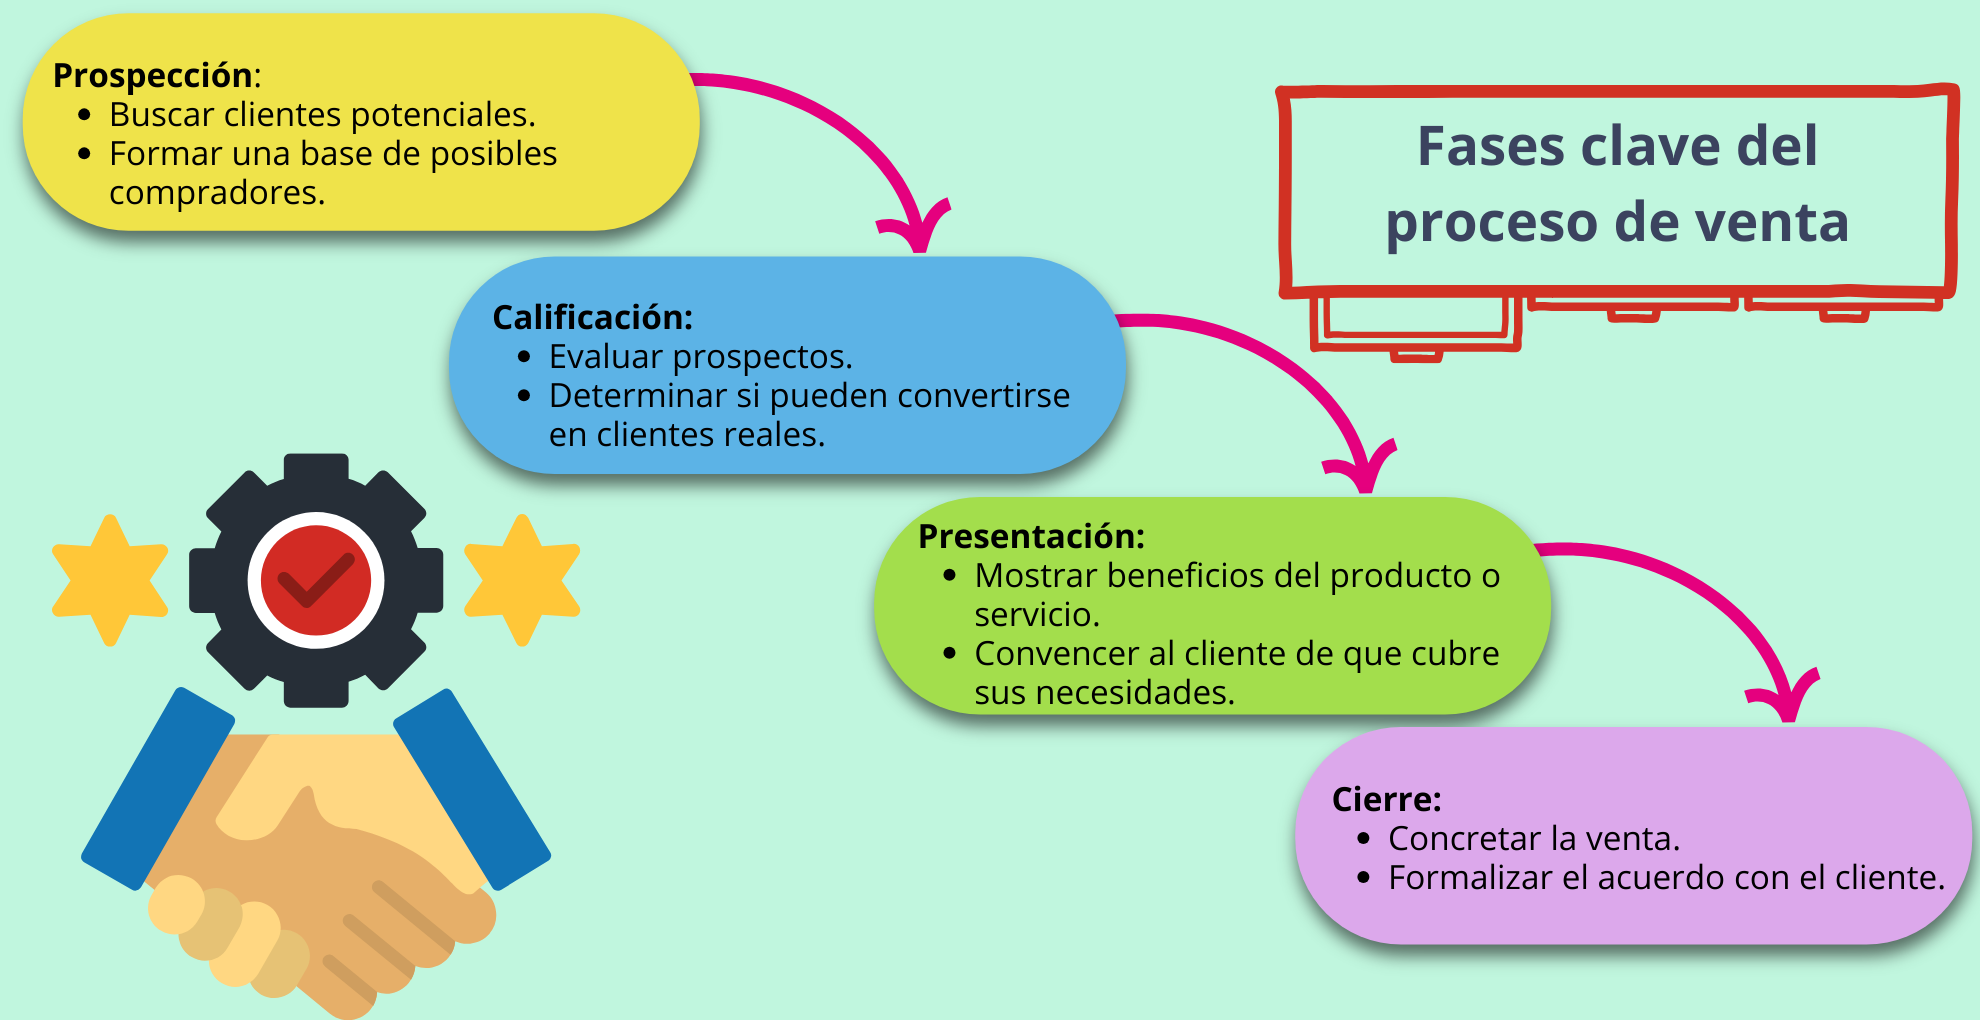 Fases clave del
proceso de venta
Prospección:
• Buscar clientes potenciales.
• Formar una base de posibles
compradores.
Calificación:
• Evaluar prospectos.
• Determinar si pueden convertirse
en clientes reales.
Presentación:
• Mostrar beneficios del producto o
servicio.
• Convencer al cliente de que cubre
sus necesidades.
Cierre:
• Concretar la venta.
• Formalizar el acuerdo con el cliente.